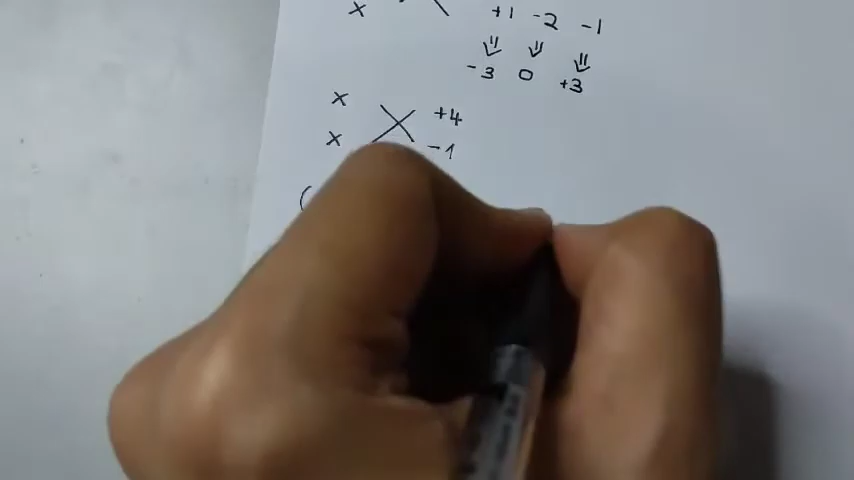 x +1 -2 -1
⇓ ⇓ ⇓
-3 0 +3
x +4
x -1
(